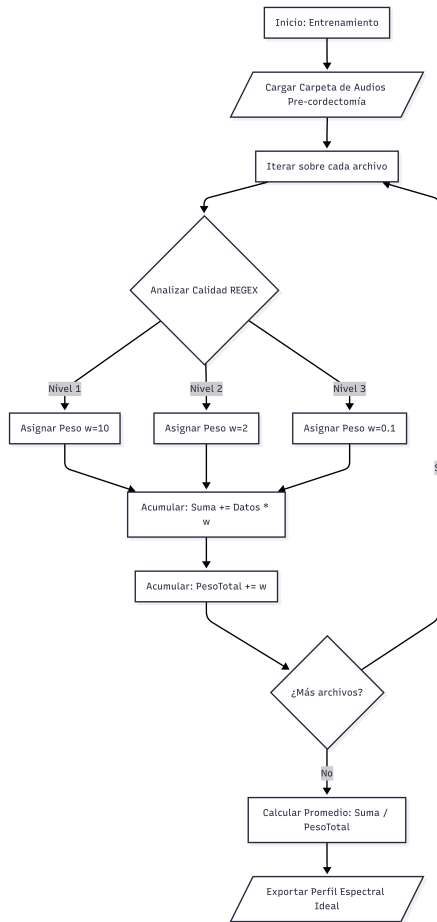 Inicio: Entrenamiento
Cargar Carpeta de Audios
Pre-cordectomía
Iterar sobre cada archivo
Analizar Calidad REGEX
Nivel 1
Nivel 2
Nivel 3
Asignar Peso w=10
Asignar Peso w=2
Asignar Peso w=0.1
Acumular: Suma += Datos *
w
Acumular: PesoTotal += w
¿Más archivos?
No
Calcular Promedio: Suma /
PesoTotal
Exportar Perfil Espectral
Ideal